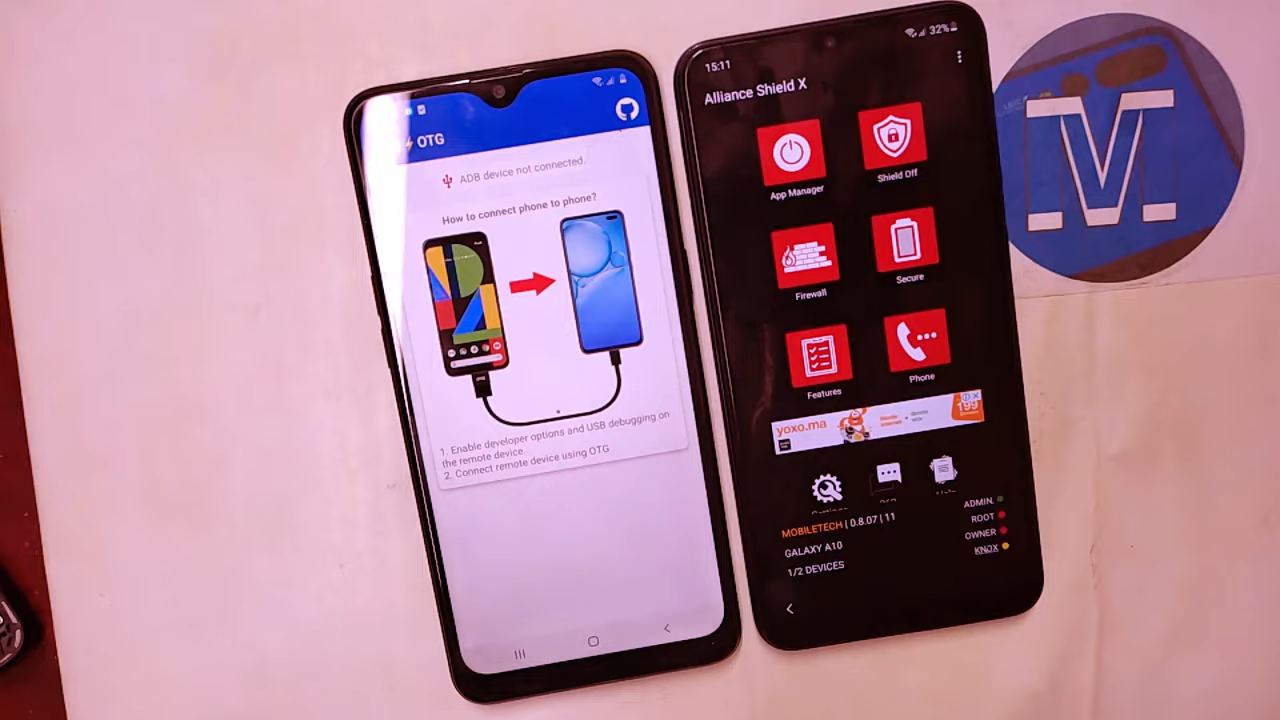 OTG
ADB device not connected.
How to connect phone to phone?
1. Enable developer options and USB debugging on
the remote device.
2. Connect remote device using OTG
15:11
32%
Alliance Shield X
App Manager
Shield Off
Firewall
Secure
Features
Phone
yoxo.ma
199
MOBILETECH | 0.8.07 | 11
GALAXY A10
1/2 DEVICES
ADMIN.
ROOT
OWNER
KNOX
M